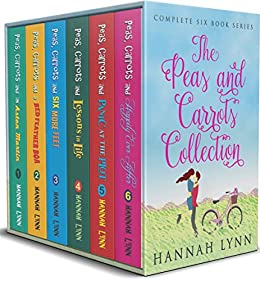 COMPLETE SIX BOOK SERIES
The
Peas and
Carrots
Collection
HANNAH LYNN
Peas, Carrots and an Aston Martin
1
HANNAH LYNN
Peas, Carrots and a RED FEATHER BOA
2
HANNAH LYNN
Peas, Carrots and SIX MORE FEET
3
HANNAH LYNN
Peas, Carrots and Lessons in Life
4
HANNAH LYNN
Peas, Carrots and PANIC AT THE PLOT
5
HANNAH LYNN
Peas, Carrots and Happily Ever After
6
HANNAH LYNN